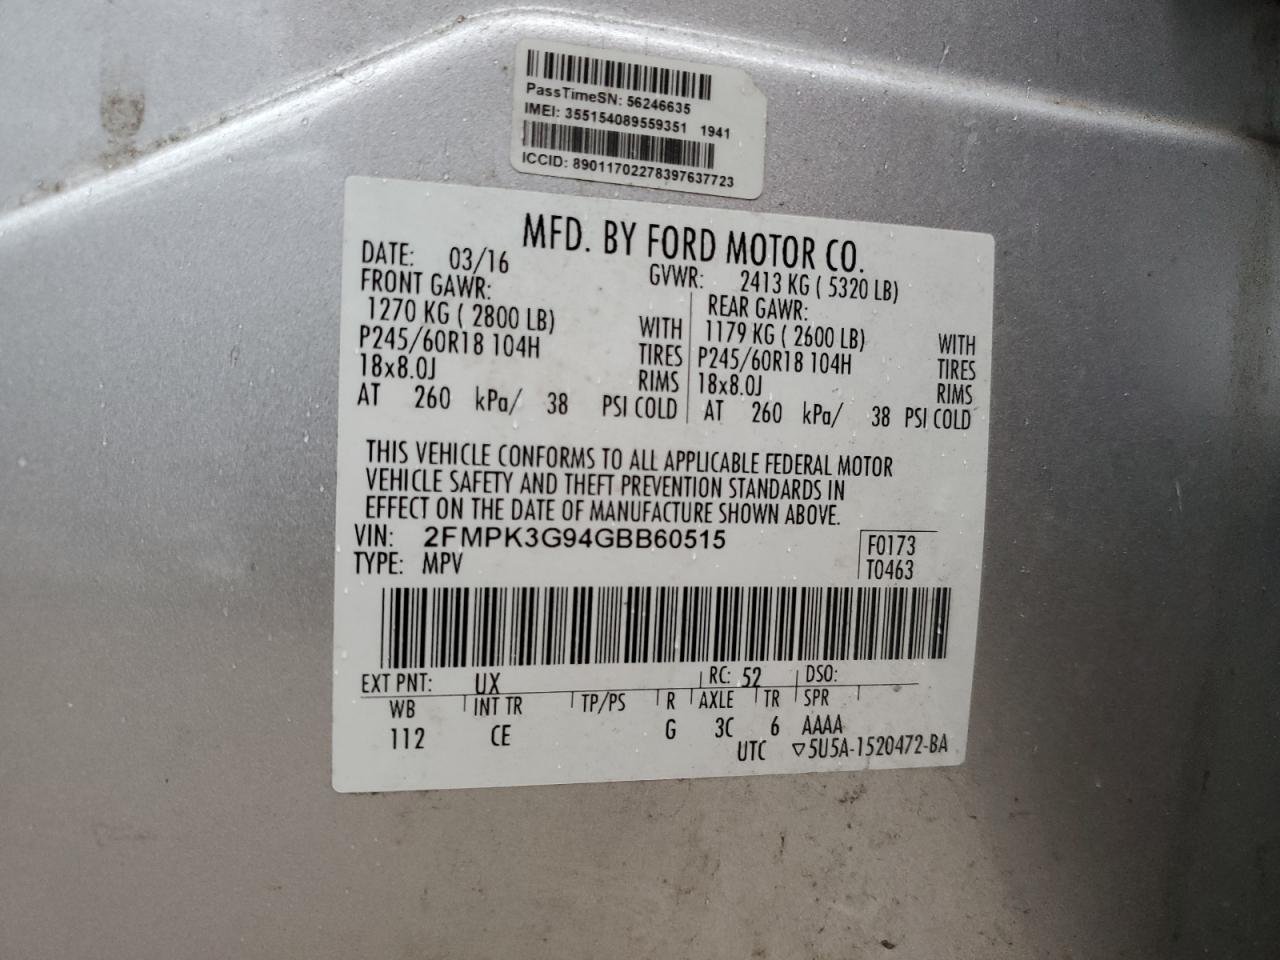 PassTimeSN: 56246635
IMEI: 355154089559351 1941
ICCID: 89011702278397637723
MFD. BY FORD MOTOR CO.
DATE: 03/16 GVWR: 2413 KG ( 5320 LB)
FRONT GAWR: REAR GAWR:
1270 KG ( 2800 LB) WITH 1179 KG ( 2600 LB) WITH
P245/60R18 104H TIRES P245/60R18 104H TIRES
18x8.0J RIMS 18x8.0J RIMS
AT 260 kPa/ 38 PSI COLD AT 260 kPa/ 38 PSI COLD
THIS VEHICLE CONFORMS TO ALL APPLICABLE FEDERAL MOTOR
VEHICLE SAFETY AND THEFT PREVENTION STANDARDS IN
EFFECT ON THE DATE OF MANUFACTURE SHOWN ABOVE.
VIN: 2FMPK3G94GBB60515 F0173
TYPE: MPV T0463
EXT PNT: UX RC: 52 DSO:
WB INT TR TP/PS R AXLE TR SPR
112 CE G 3C 6 AAAA
UTC ▽5U5A-1520472-BA